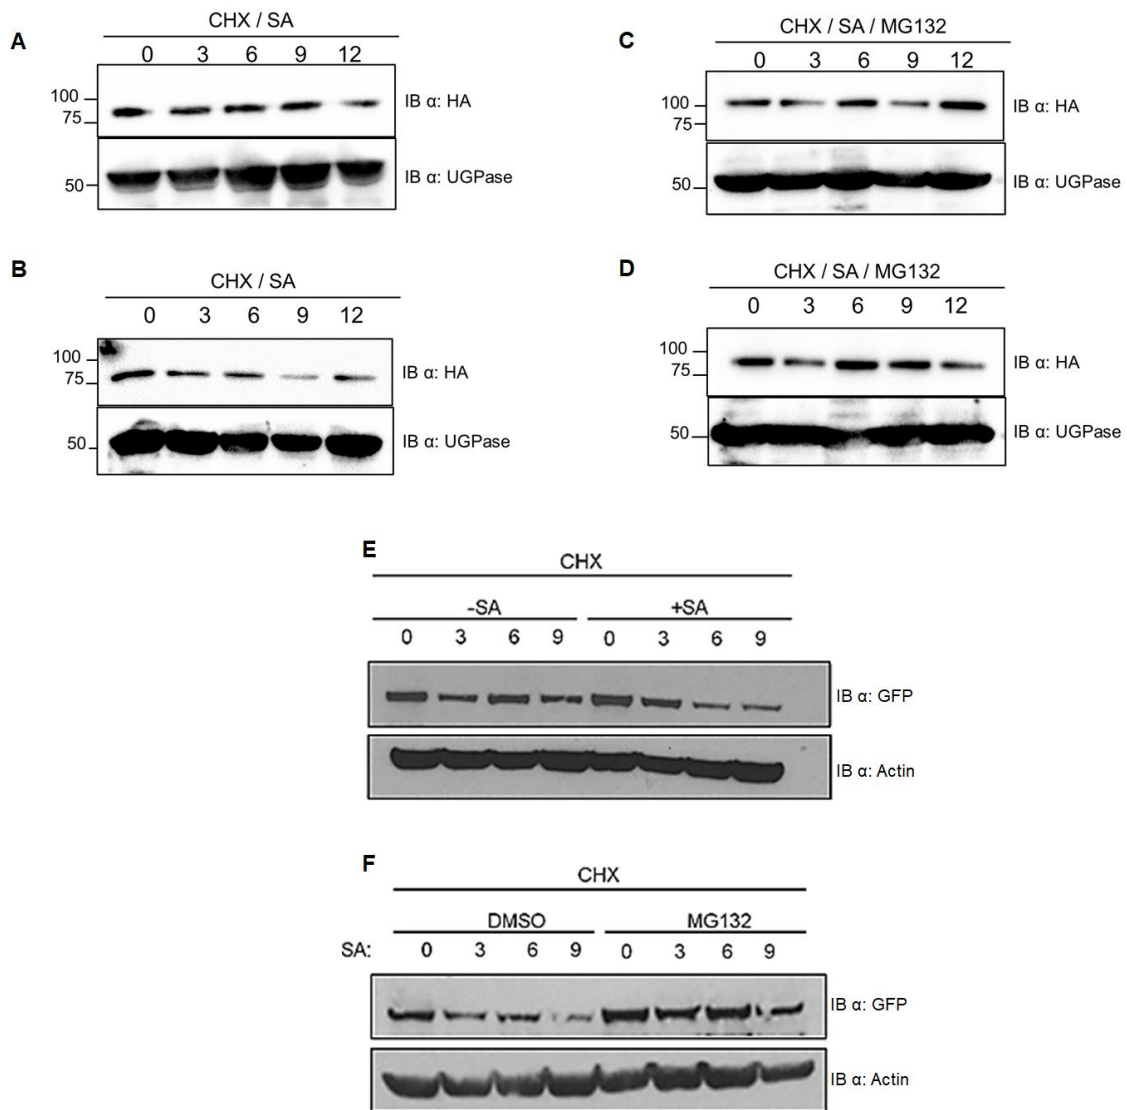 A
CHX / SA
0 3 6 9 12
100
75
IB α: HA
50
IB α: UGPase
B
CHX / SA
0 3 6 9 12
100
75
IB α: HA
50
IB α: UGPase
C
CHX / SA / MG132
0 3 6 9 12
100
75
IB α: HA
50
IB α: UGPase
D
CHX / SA / MG132
0 3 6 9 12
100
75
IB α: HA
50
IB α: UGPase
E
CHX
-SA +SA
0 3 6 9 0 3 6 9
IB α: GFP
IB α: Actin
F
CHX
DMSO MG132
SA: 0 3 6 9 0 3 6 9
IB α: GFP
IB α: Actin